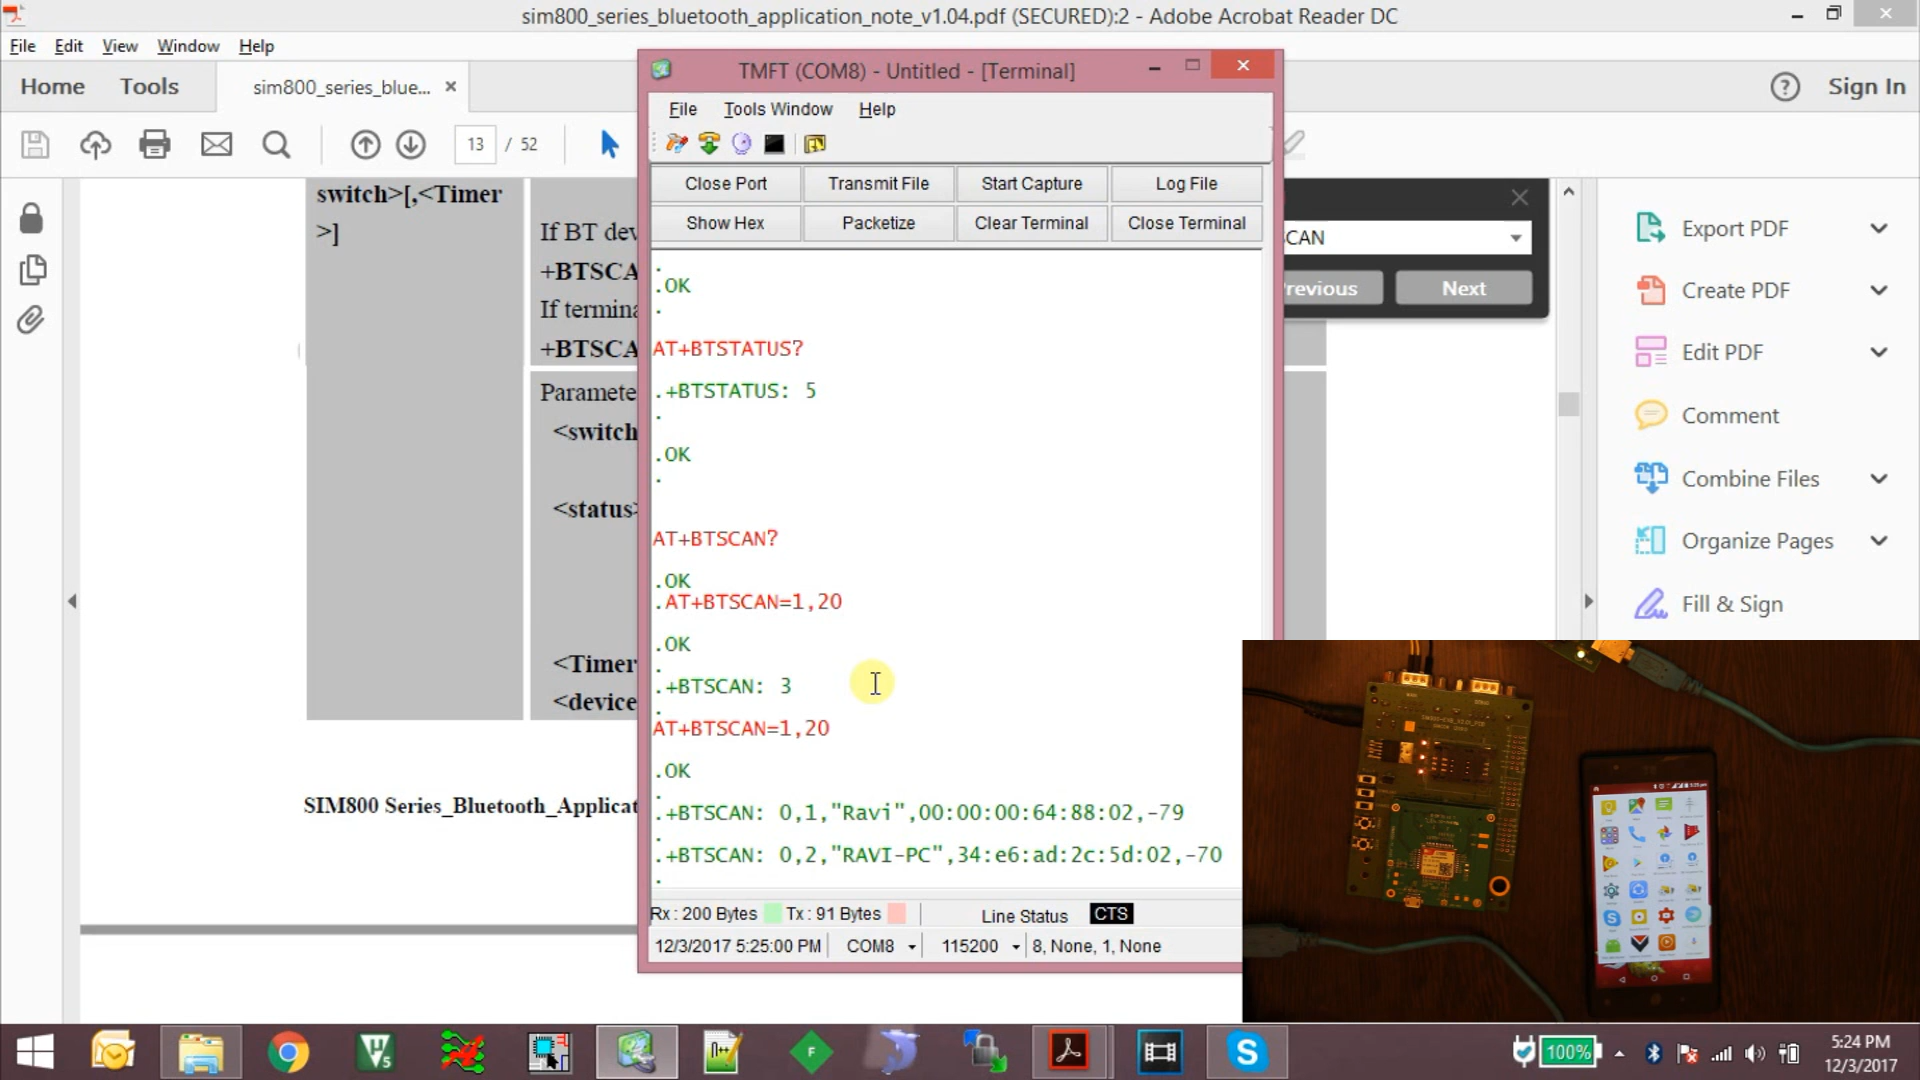 sim800_series_bluetooth_application_note_v1.04.pdf (SECURED):2 - Adobe Acrobat Reader DC
File Edit View Window Help
Home Tools sim800_series_blue... Sign In
13 / 52
switch>[,<Timer
>]
If BT dev
+BTSCA
If termina
+BTSCA
Paramete
<switch
<status>
<Timer
<device
SIM800 Series_Bluetooth_Applicat
TMFT (COM8) - Untitled - [Terminal]
File Tools Window Help
Close Port Transmit File Start Capture Log File
Show Hex Packetize Clear Terminal Close Terminal
.
.OK
.
AT+BTSTATUS?
.+BTSTATUS: 5
.
.OK
.
AT+BTSCAN?
.OK
.AT+BTSCAN=1,20
.OK
.
.+BTSCAN: 3
.
AT+BTSCAN=1,20
.OK
.
.+BTSCAN: 0,1,"Ravi",00:00:00:64:88:02,-79
.
.+BTSCAN: 0,2,"RAVI-PC",34:e6:ad:2c:5d:02,-70
.
Rx : 200 Bytes Tx : 91 Bytes Line Status CTS
12/3/2017 5:25:00 PM COM8 115200 8, None, 1, None
CAN
revious Next
Export PDF
Create PDF
Edit PDF
Comment
Combine Files
Organize Pages
Fill & Sign
100%
5:24 PM
12/3/2017